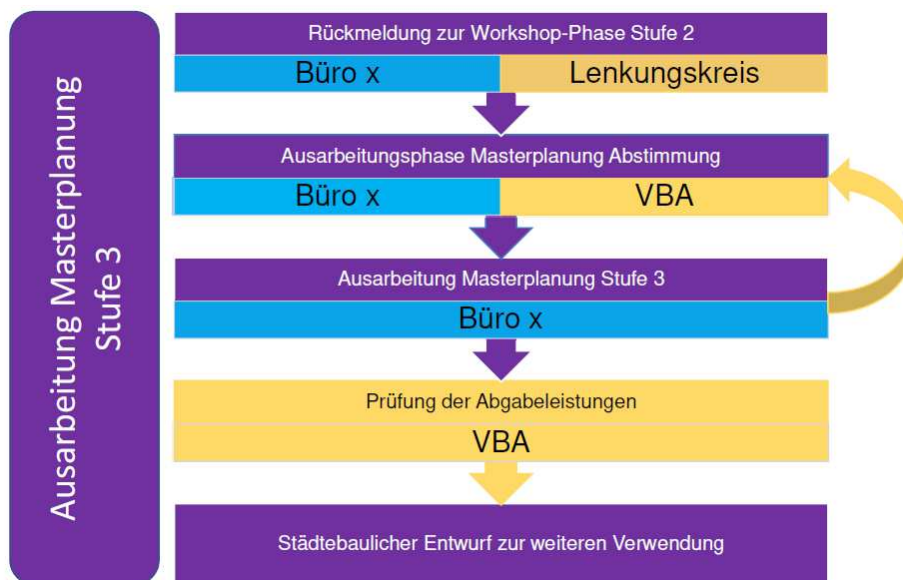 Ausarbeitung Masterplanung
Stufe 3
Rückmeldung zur Workshop-Phase Stufe 2
Büro x
Lenkungskreis
Ausarbeitungsphase Masterplanung Abstimmung
Büro x
VBA
Ausarbeitung Masterplanung Stufe 3
Büro x
Prüfung der Abgabeleistungen
VBA
Städtebaulicher Entwurf zur weiteren Verwendung